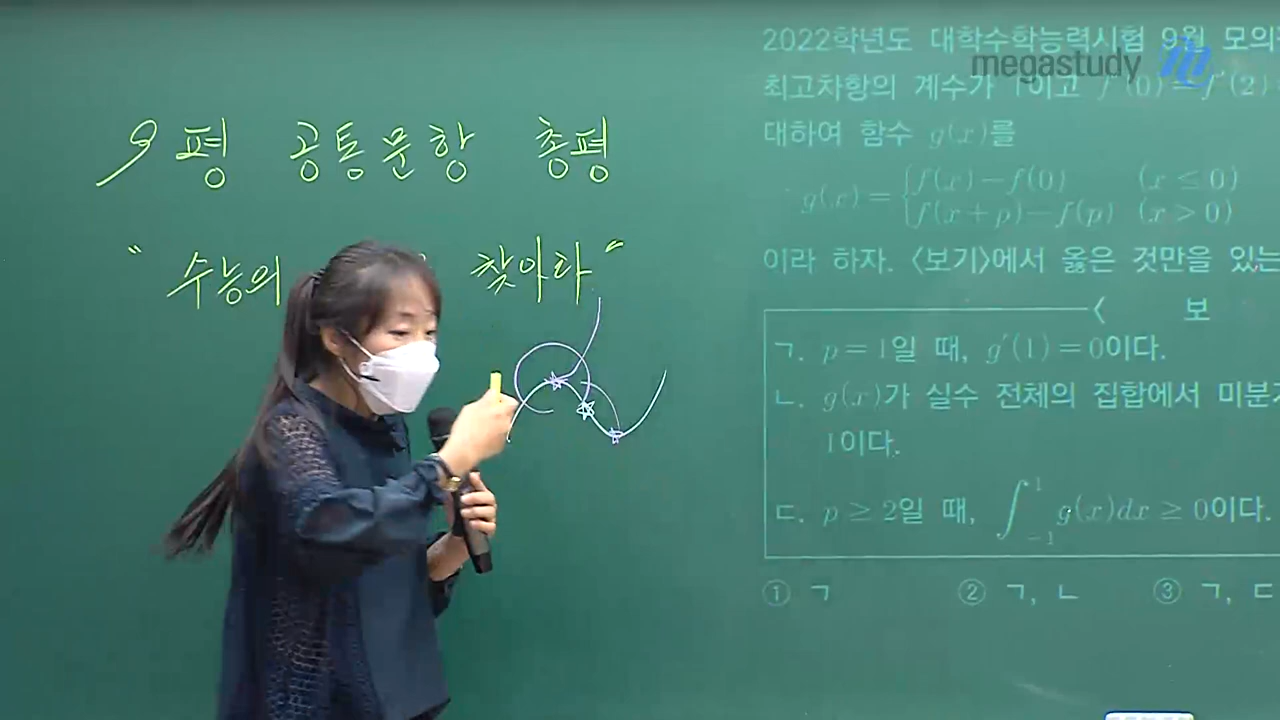 9평 공통문항 총평
" 수능의 찾아라 "
megastudy
2022학년도 대학수학능력시험 9월 모의
최고차항의 계수가 1이고 f′(0)=f′(2)
대하여 함수 g(x)를
g(x)={f(x)−f(0) (x≤0)
f(x+p)−f(p) (x>0)
이라 하자. 〈보기〉에서 옳은 것만을 있는
〈 보
ㄱ. p=1일 때, g′(1)=0이다.
ㄴ. g(x)가 실수 전체의 집합에서 미분
1이다.
ㄷ. p≥2일 때, ∫_{−1}^{1} g(x)dx≥0이다.
① ㄱ ② ㄱ, ㄴ ③ ㄱ, ㄷ